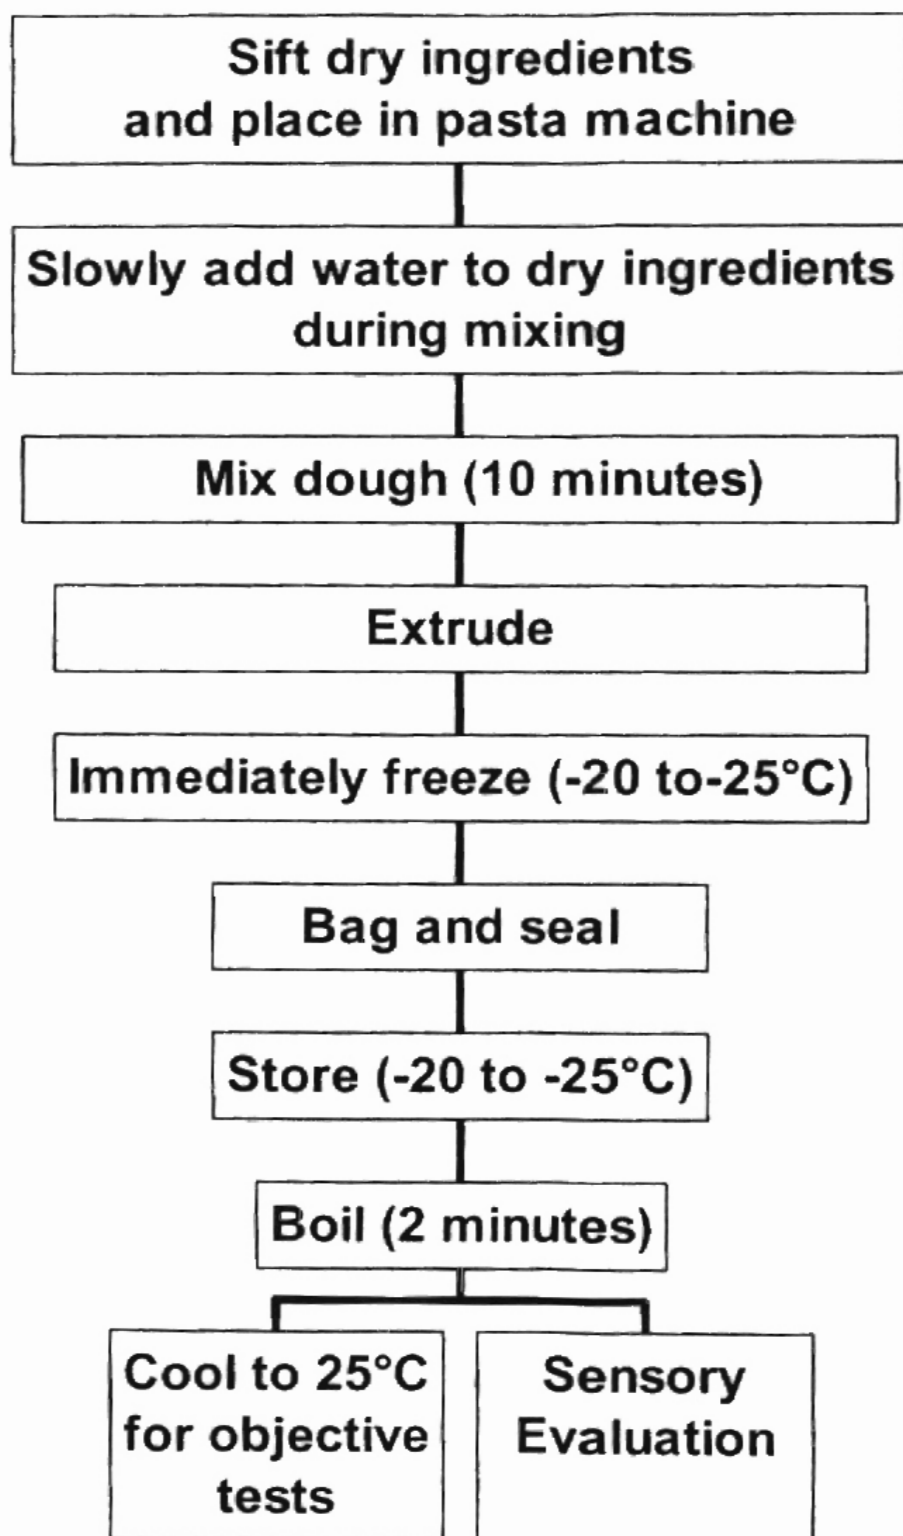 Sift dry ingredients
and place in pasta machine
Slowly add water to dry ingredients
during mixing
Mix dough (10 minutes)
Extrude
Immediately freeze (-20 to-25°C)
Bag and seal
Store (-20 to -25°C)
Boil (2 minutes)
Cool to 25°C
for objective
tests
Sensory
Evaluation